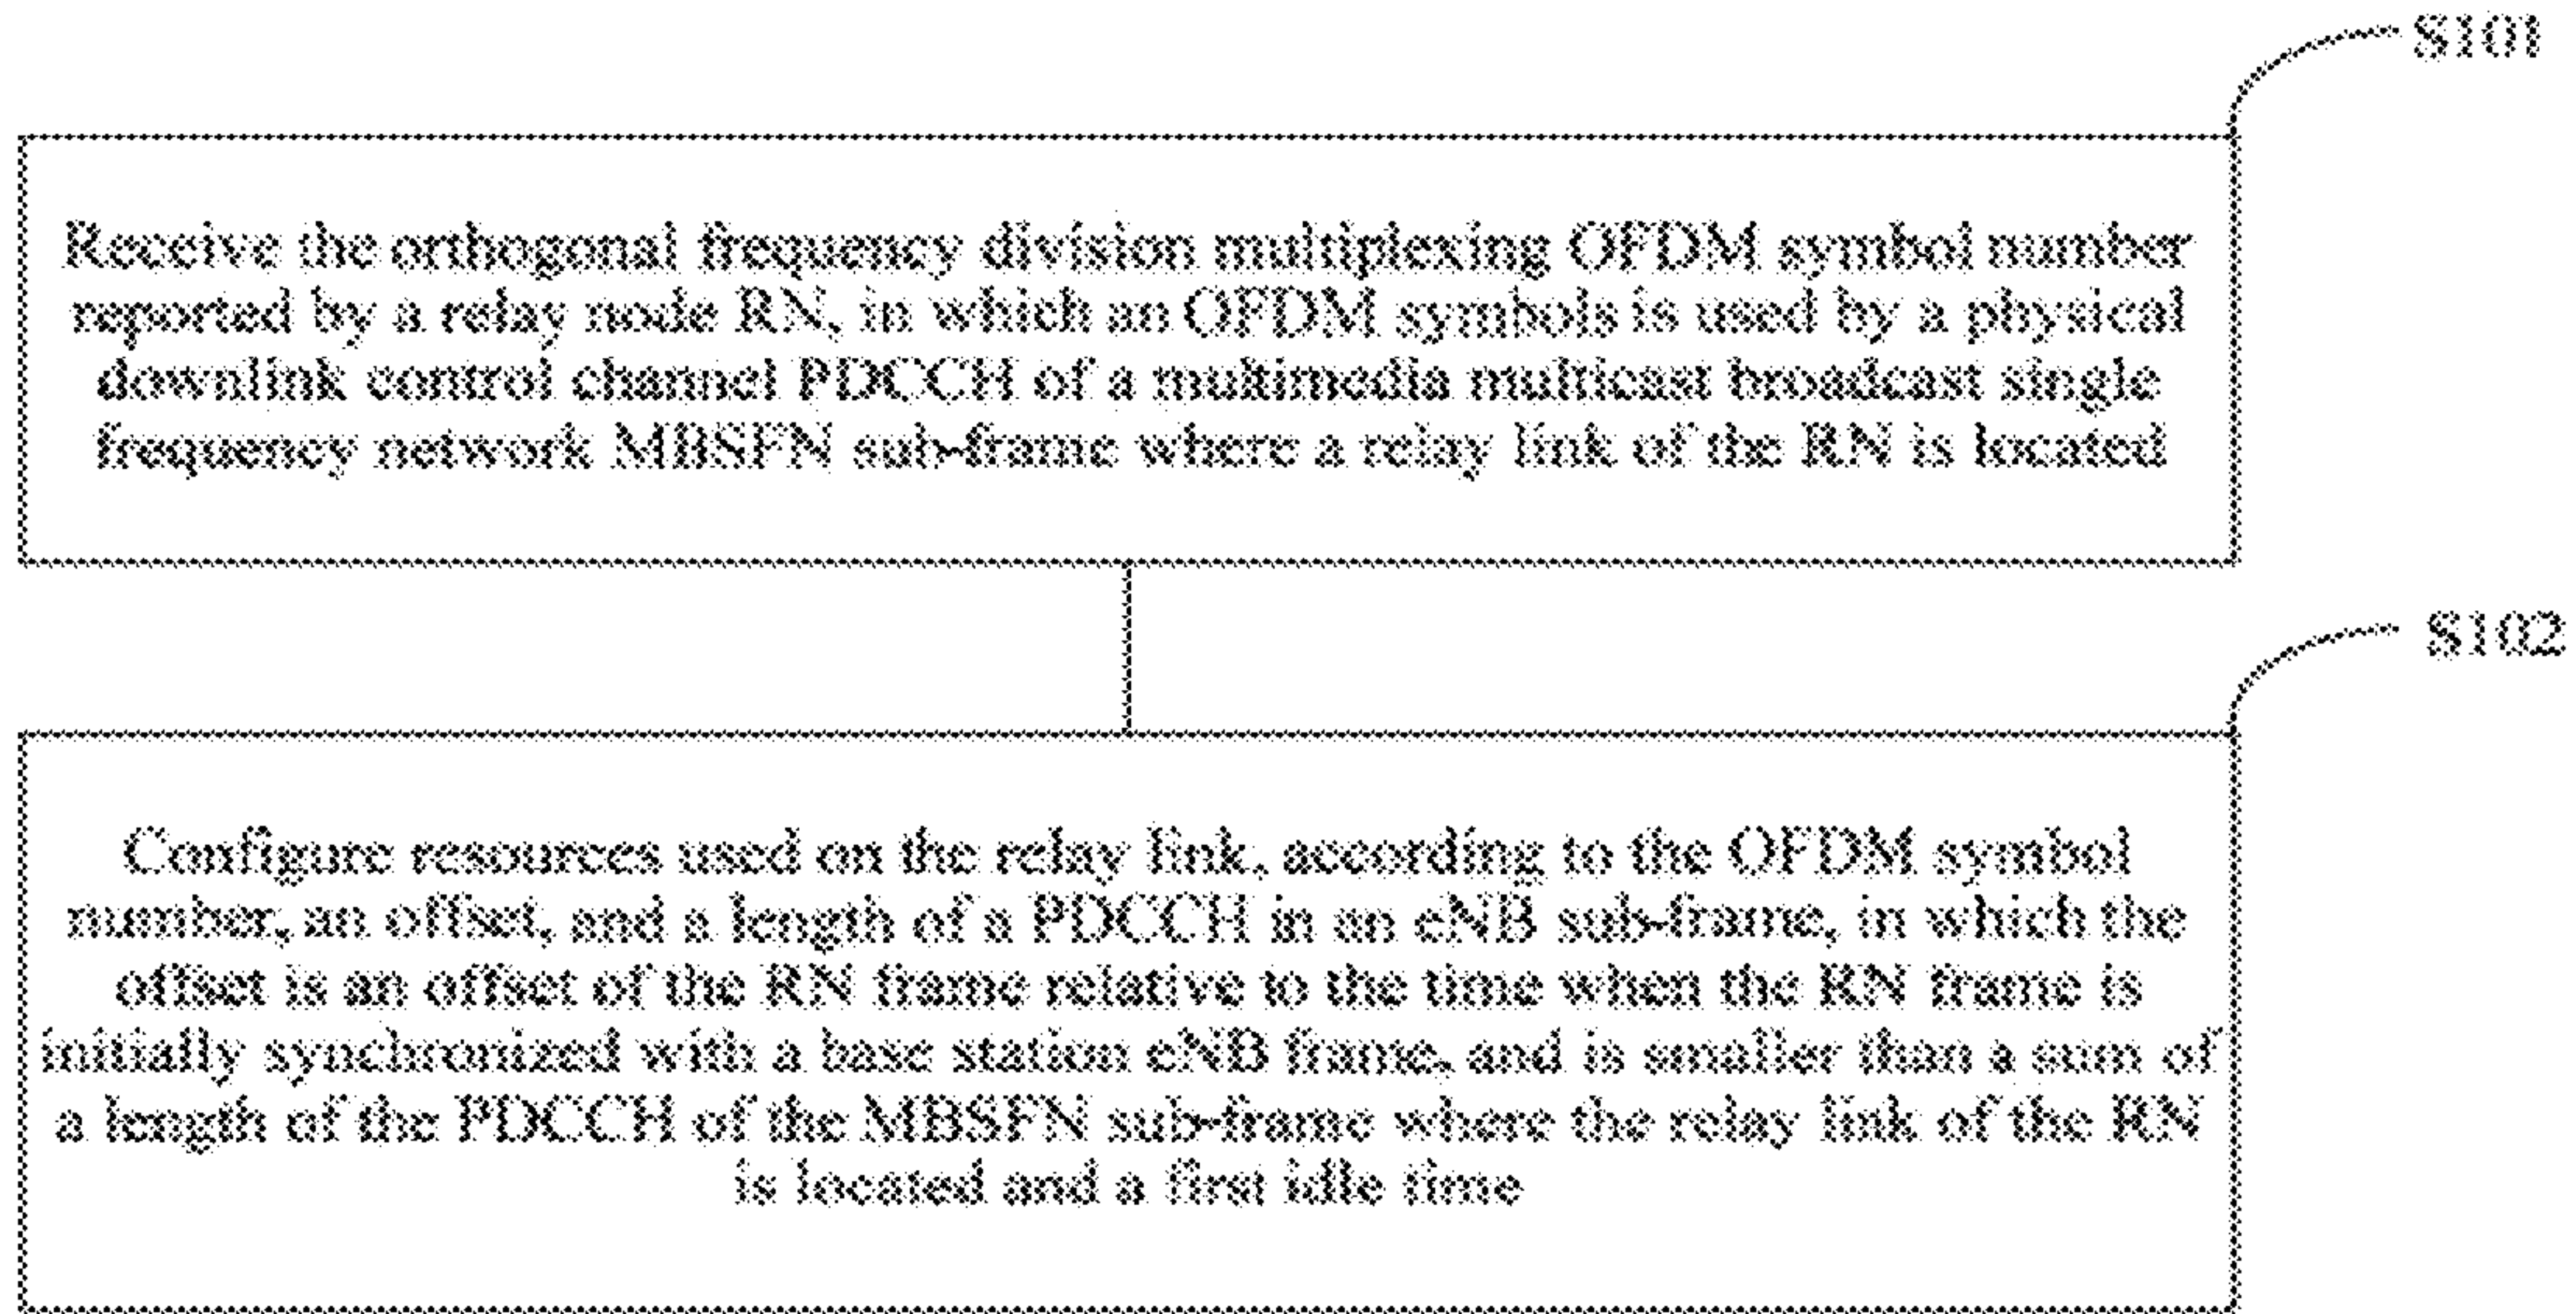 S101
Receive the orthogonal frequency division multiplexing OFDM symbol number
reported by a relay node RN, in which an OFDM symbols is used by a physical
downlink control channel PDCCH of a multimedia multicast broadcast single
frequency network MBSFN sub-frame where a relay link of the RN is located
S102
Configure resources used on the relay link, according to the OFDM symbol
number, an offset, and a length of a PDCCH in an eNB sub-frame, in which the
offset is an offset of the RN frame relative to the time when the RN frame is
initially synchronized with a base station eNB frame, and is smaller than a sum of
a length of the PDCCH of the MBSFN sub-frame where the relay link of the RN
is located and a first idle time